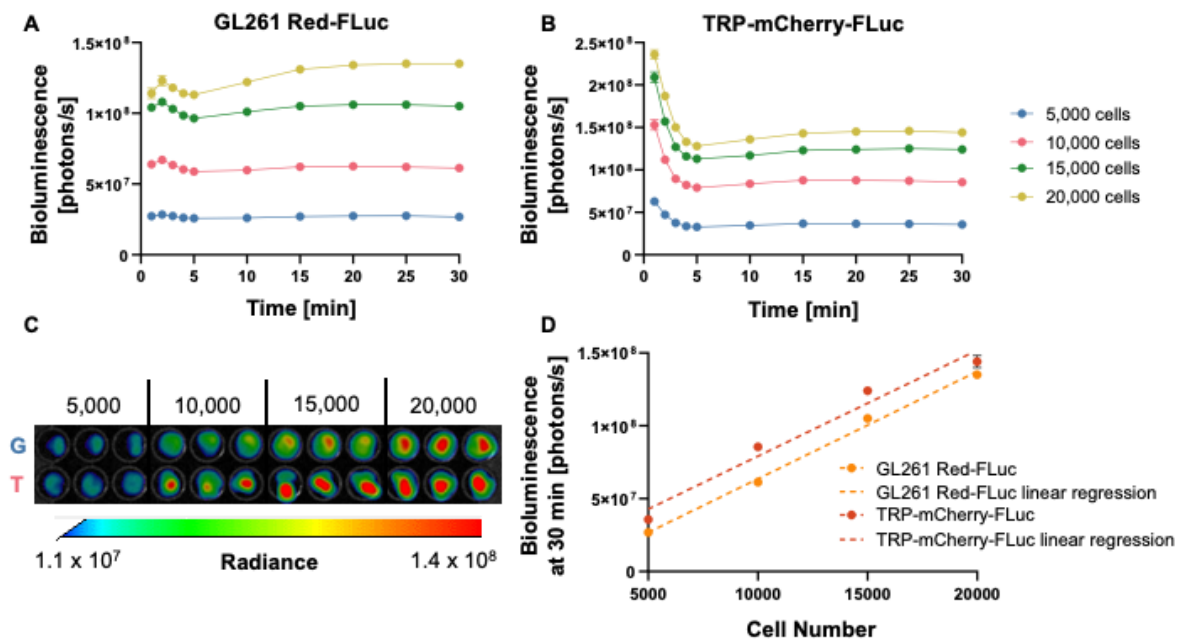 A
GL261 Red-FLuc
Bioluminescence
[photons/s]
1.5×10⁸
1×10⁸
5×10⁷
0
0 5 10 15 20 25 30
Time [min]
B
TRP-mCherry-FLuc
Bioluminescence
[photons/s]
2.5×10⁸
2×10⁸
1.5×10⁸
1×10⁸
5×10⁷
0
0 5 10 15 20 25 30
Time [min]
5,000 cells
10,000 cells
15,000 cells
20,000 cells
C
5,000 10,000 15,000 20,000
G
T
1.1 x 10⁷ Radiance 1.4 x 10⁸
D
Bioluminescence
at 30 min [photons/s]
1.5×10⁸
1×10⁸
5×10⁷
0
5000 10000 15000 20000
Cell Number
GL261 Red-FLuc
GL261 Red-FLuc linear regression
TRP-mCherry-FLuc
TRP-mCherry-FLuc linear regression